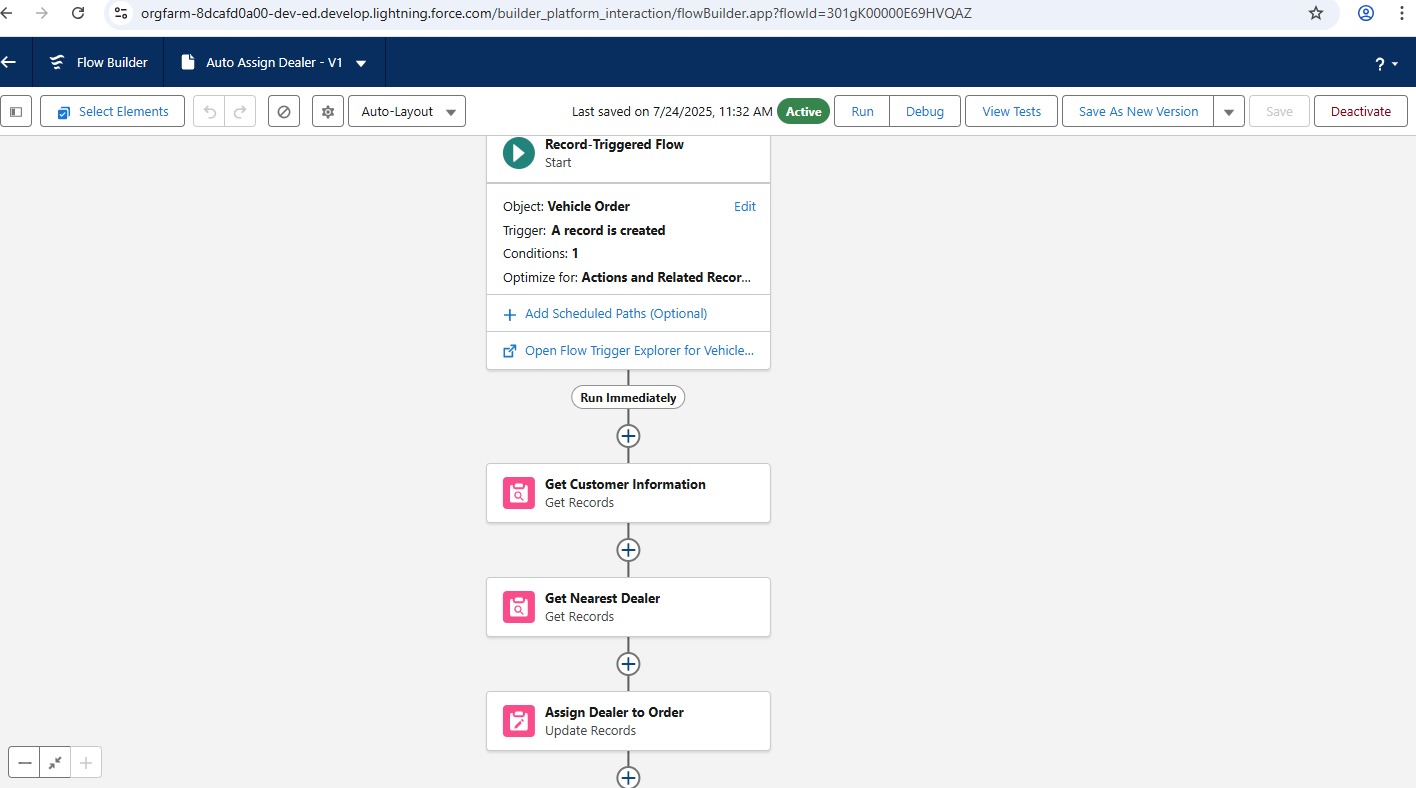 orgfarm-8dcafd0a00-dev-ed.develop.lightning.force.com/builder_platform_interaction/flowBuilder.app?flowId=301gK00000E69HVQAZ
Flow Builder
Auto Assign Dealer - V1
?
Select Elements
Auto-Layout
Last saved on 7/24/2025, 11:32 AM
Active
Run
Debug
View Tests
Save As New Version
Save
Deactivate
Record-Triggered Flow
Start
Object: Vehicle Order
Edit
Trigger: A record is created
Conditions: 1
Optimize for: Actions and Related Recor...
Add Scheduled Paths (Optional)
Open Flow Trigger Explorer for Vehicle...
Run Immediately
Get Customer Information
Get Records
Get Nearest Dealer
Get Records
Assign Dealer to Order
Update Records